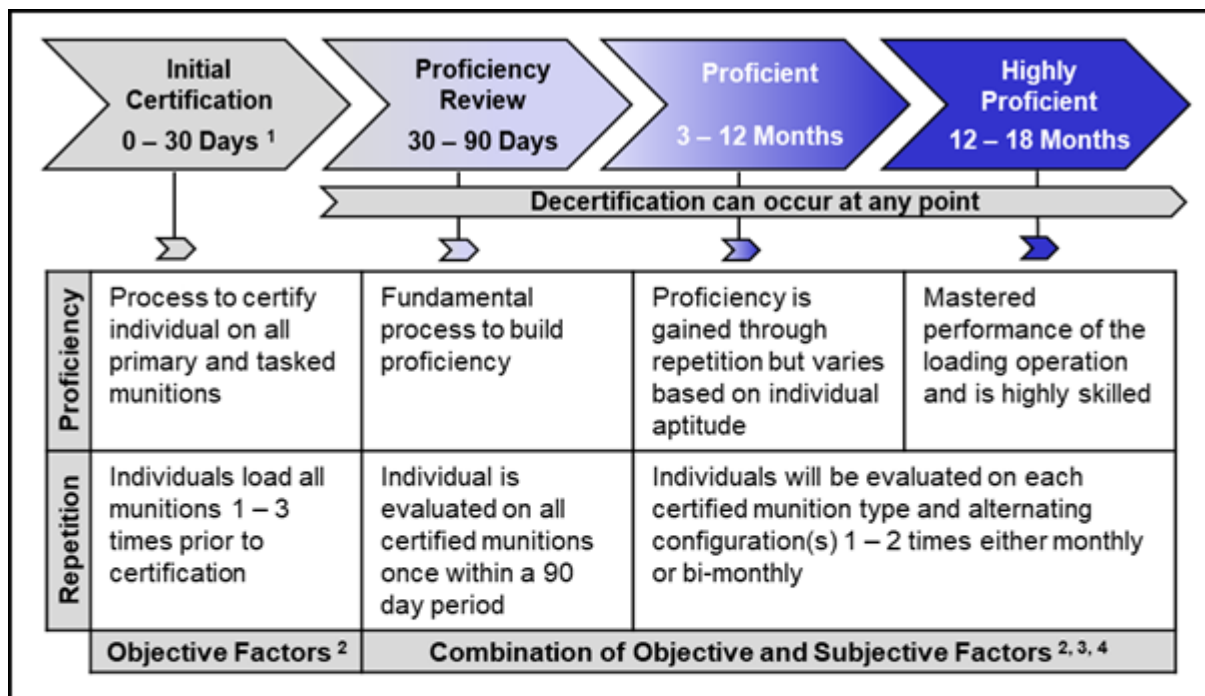 Initial
Certification
0 – 30 Days 1
Proficiency
Review
30 – 90 Days
Proficient
3 – 12 Months
Highly
Proficient
12 – 18 Months
Decertification can occur at any point
Proficiency
Process to certify
individual on all
primary and tasked
munitions
Fundamental
process to build
proficiency
Proficiency is
gained through
repetition but varies
based on individual
aptitude
Mastered
performance of the
loading operation
and is highly skilled
Repetition
Individuals load all
munitions 1 – 3
times prior to
certification
Individual is
evaluated on all
certified munitions
once within a 90
day period
Individuals will be evaluated on each
certified munition type and alternating
configuration(s) 1 – 2 times either monthly
or bi-monthly
Objective Factors 2
Combination of Objective and Subjective Factors 2, 3, 4